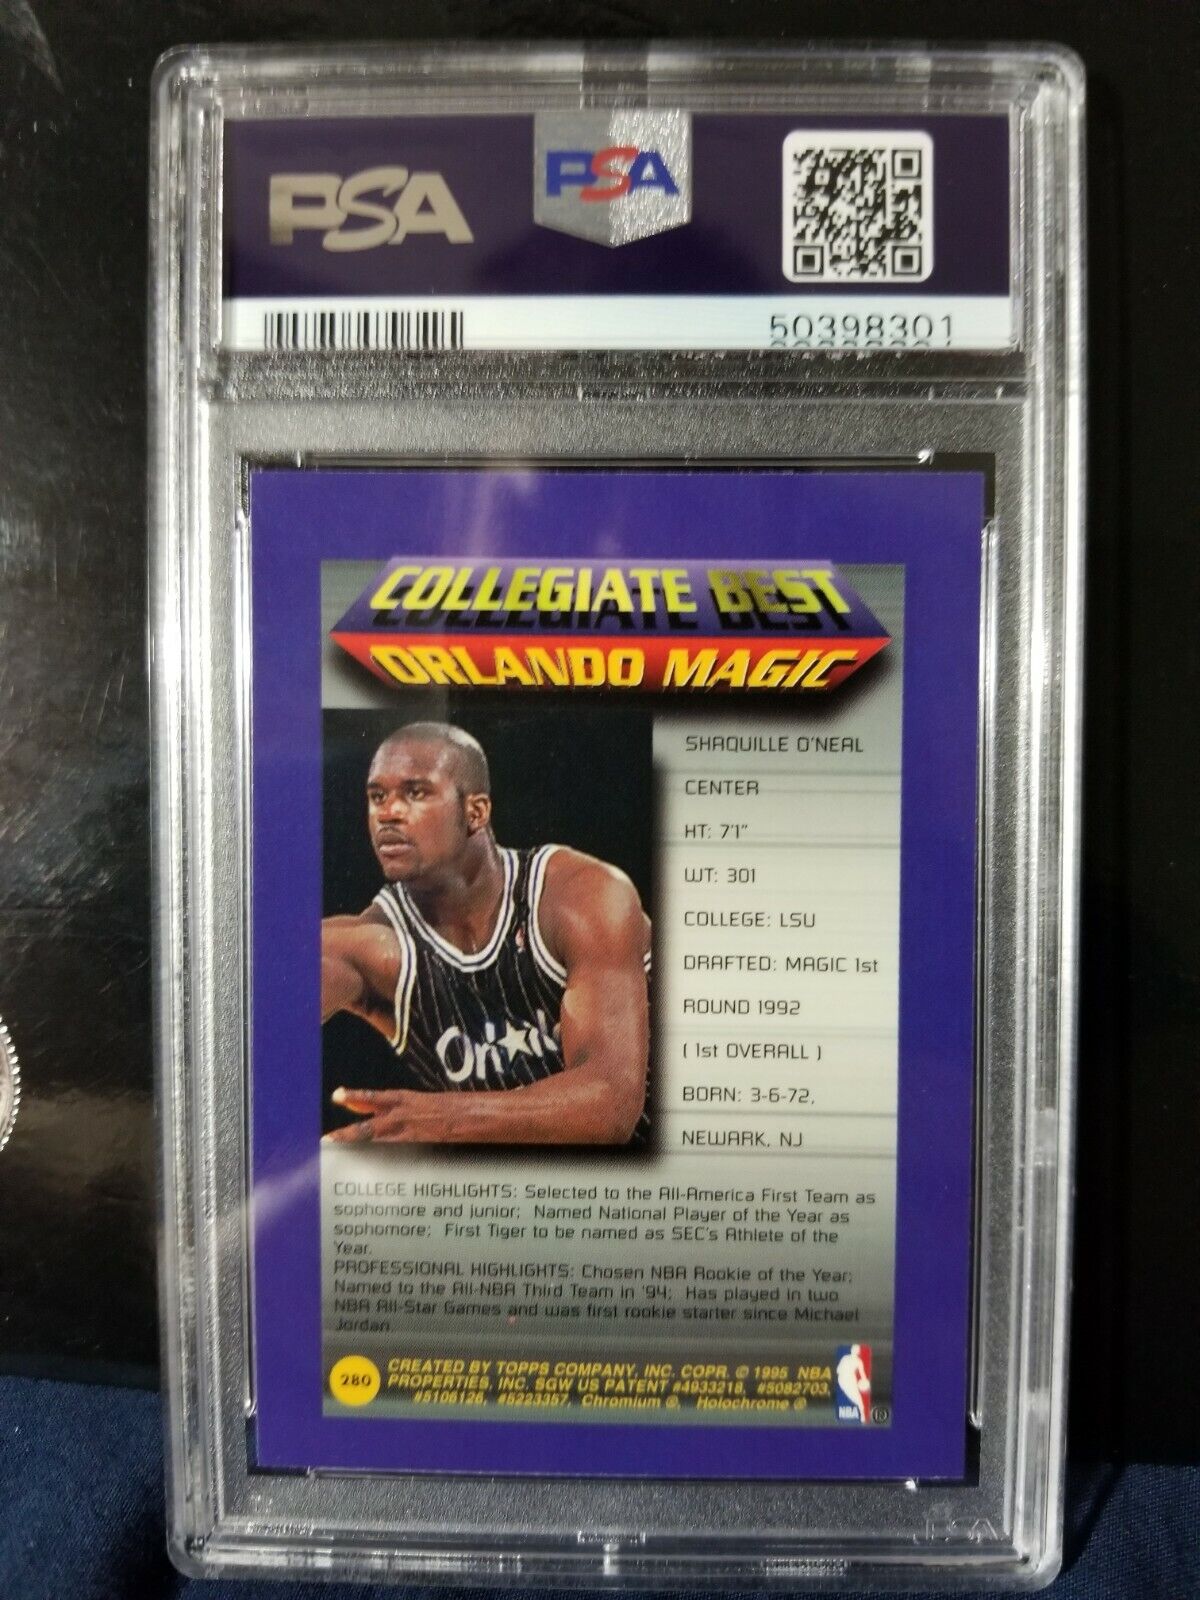 PSA
PSA
50398301
COLLEGIATE BEST
ORLANDO MAGIC
SHAQUILLE O'NEAL
CENTER
HT: 7'1"
WT: 301
COLLEGE: LSU
DRAFTED: MAGIC 1st
ROUND 1992
( 1st OVERALL )
BORN: 3-6-72,
NEWARK, NJ
Orlan
COLLEGE HIGHLIGHTS: Selected to the All-America First Team as
sophomore and junior; Named National Player of the Year as
sophomore; First Tiger to be named as SEC's Athlete of the
Year.
PROFESSIONAL HIGHLIGHTS: Chosen NBA Rookie of the Year;
Named to the All-NBA Third Team in '94; Has played in two
NBA All-Star Games and was first rookie starter since Michael
Jordan.
280
CREATED BY TOPPS COMPANY, INC. COPR. © 1995 NBA
PROPERTIES, INC. SGW US PATENT #4933218, #5082703,
#5106126, #5223357, Chromium ©, Holochrome ©
NBA ®
PSA